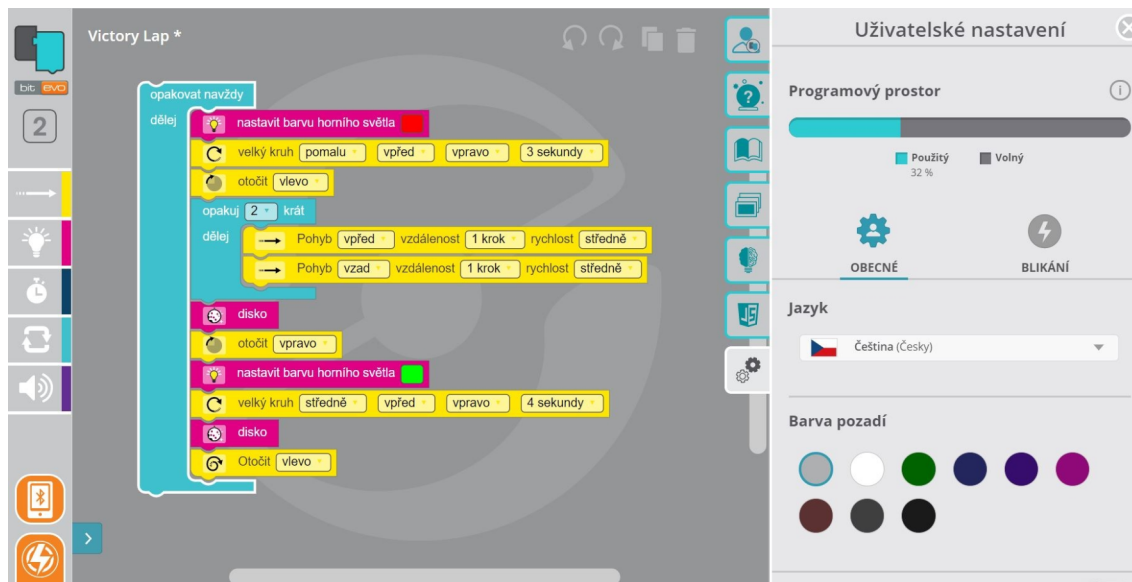 Victory Lap *
bit evo
2
opakovat navždy
dělej
nastavit barvu horního světla
velký kruh pomalu vpřed vpravo 3 sekundy
otočit vlevo
opakuj 2 krát
dělej
Pohyb vpřed vzdálenost 1 krok rychlost středně
Pohyb vzad vzdálenost 1 krok rychlost středně
disko
otočit vpravo
nastavit barvu horního světla
velký kruh středně vpřed vpravo 4 sekundy
disko
Otočit vlevo
?
JS
Uživatelské nastavení
Programový prostor
i
Použitý
32 %
Volný
OBECNÉ
BLIKÁNÍ
Jazyk
Čeština (Česky)
Barva pozadí